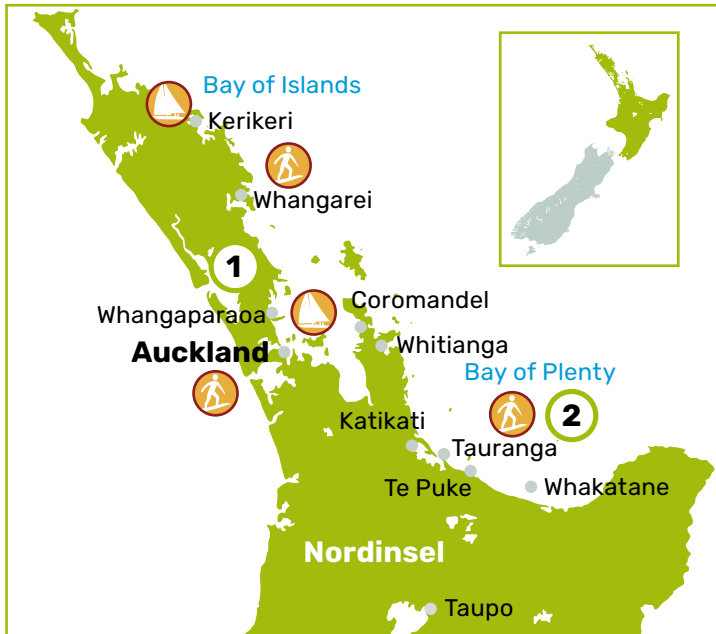 Bay of Islands
Kerikeri
Whangarei
1
Whangaparaoa
Coromandel
Auckland
Whitianga
Bay of Plenty
2
Katikati
Tauranga
Te Puke
Whakatane
Nordinsel
Taupo